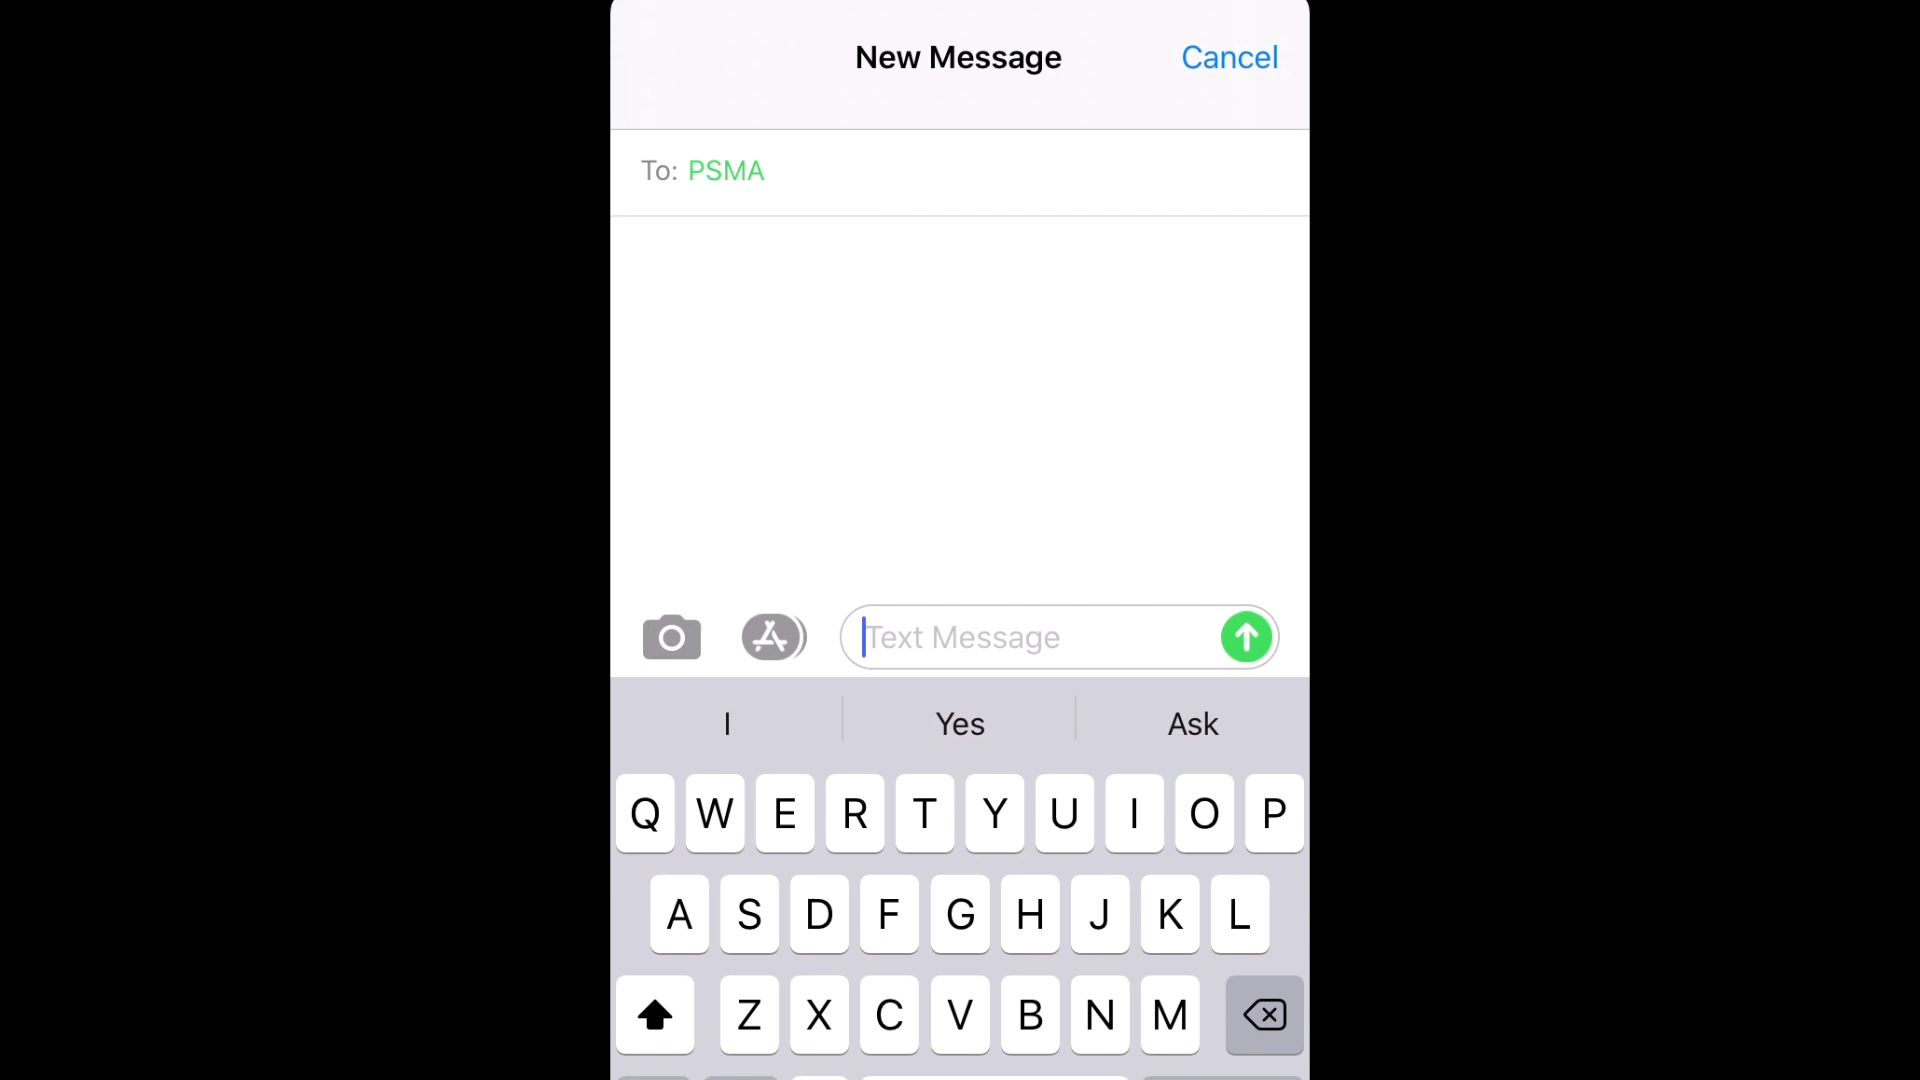 New Message Cancel
To: PSMA
Text Message
I Yes Ask
Q W E R T Y U I O P
A S D F G H J K L
Z X C V B N M